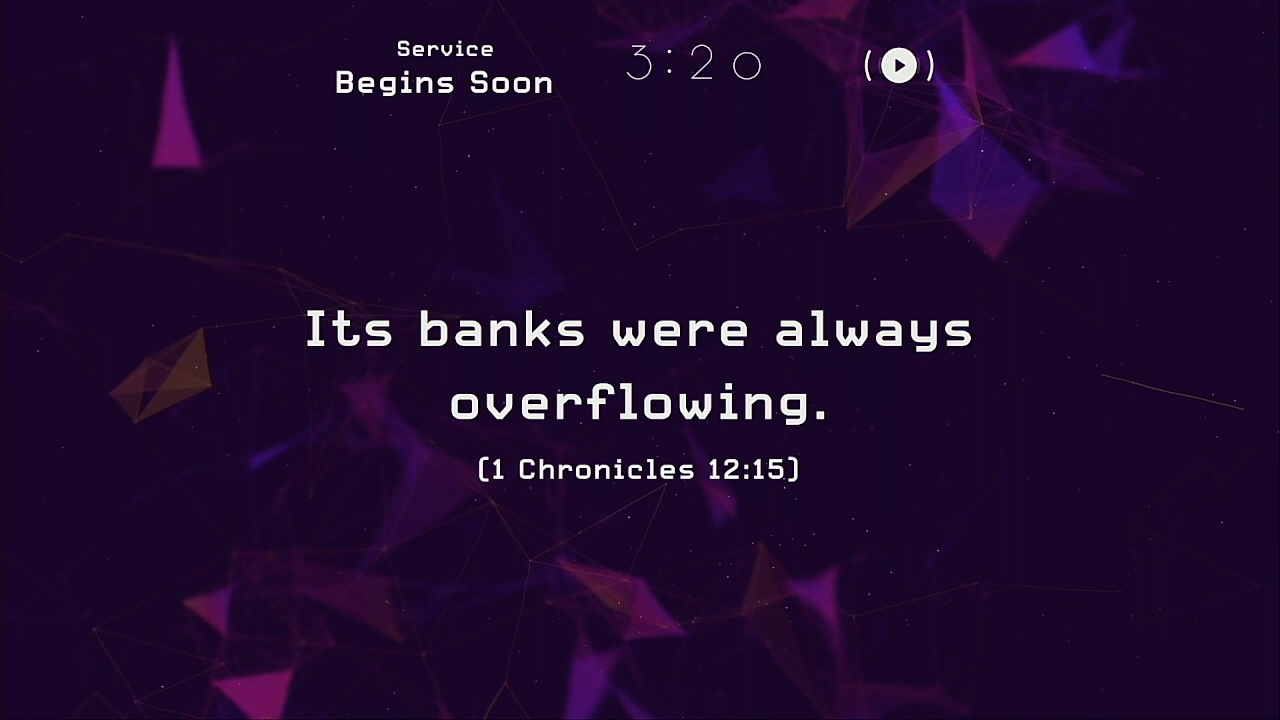 Service
Begins Soon
3:20
Its banks were always
overflowing.
(1 Chronicles 12:15)